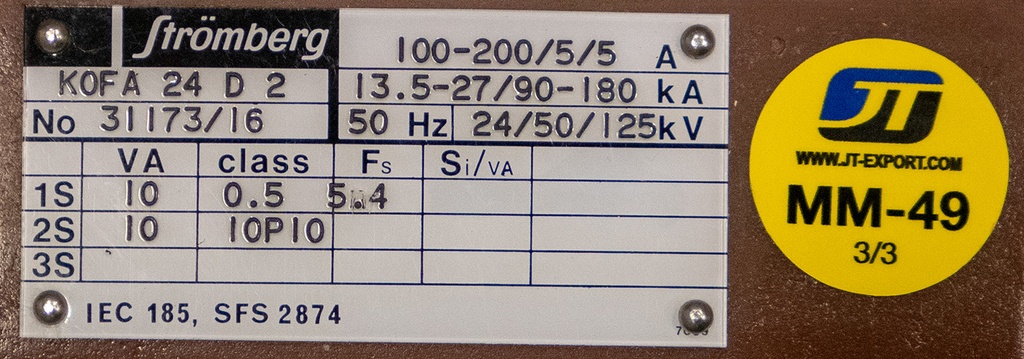 Strömberg
100-200/5/5 A
KOFA 24 D 2
13.5-27/90-180 kA
No 31173/16
50 Hz 24/50/125kV
VA class Fs Si/VA
1S 10 0.5 5.4
2S 10 10P10
3S
IEC 185, SFS 2874
JT
WWW.JT-EXPORT.COM
MM-49
3/3